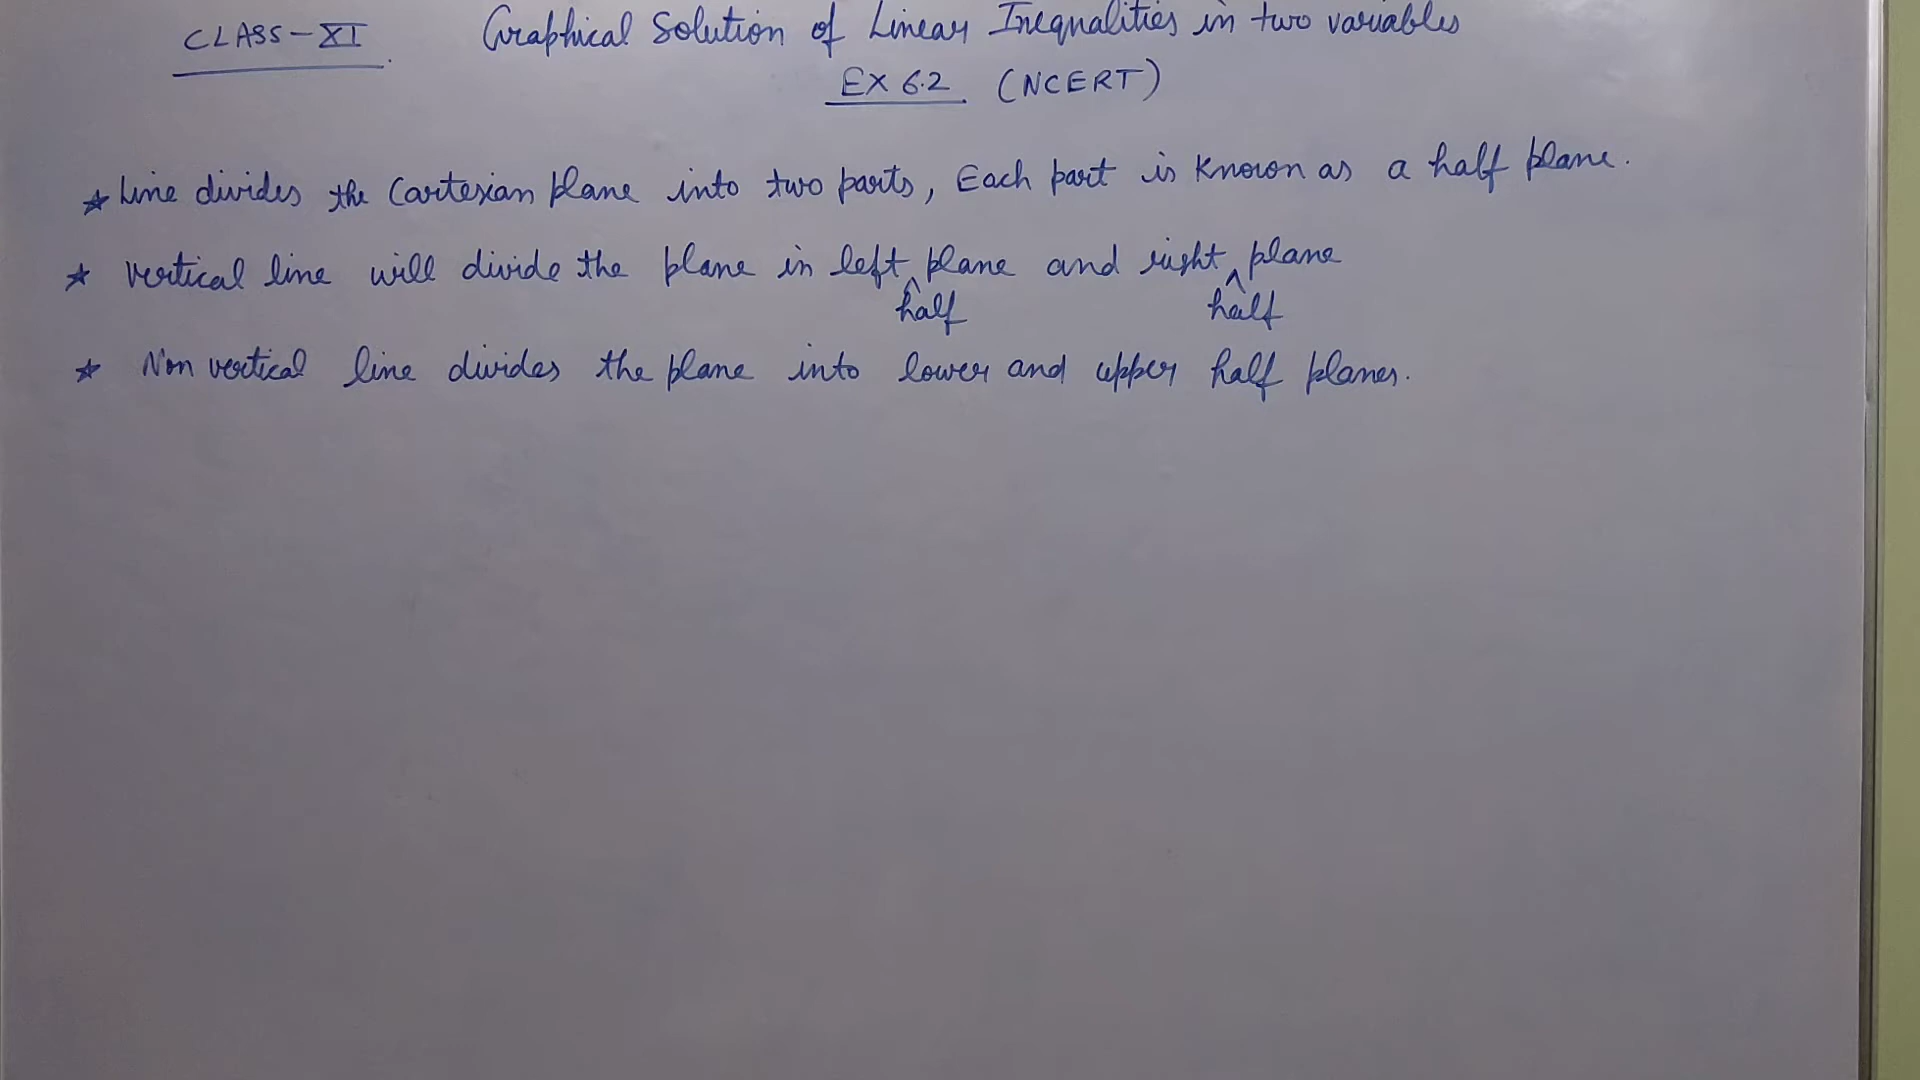 CLASS-XI Graphical Solution of Linear Inequalities in two variables
EX 6.2 (NCERT)
★ Line divides the Cartesian plane into two parts, Each part is known as a half plane.
★ vertical line will divide the plane in left ^ plane and right ^ plane
half half
★ Non vertical line divides the plane into lower and upper half planes.